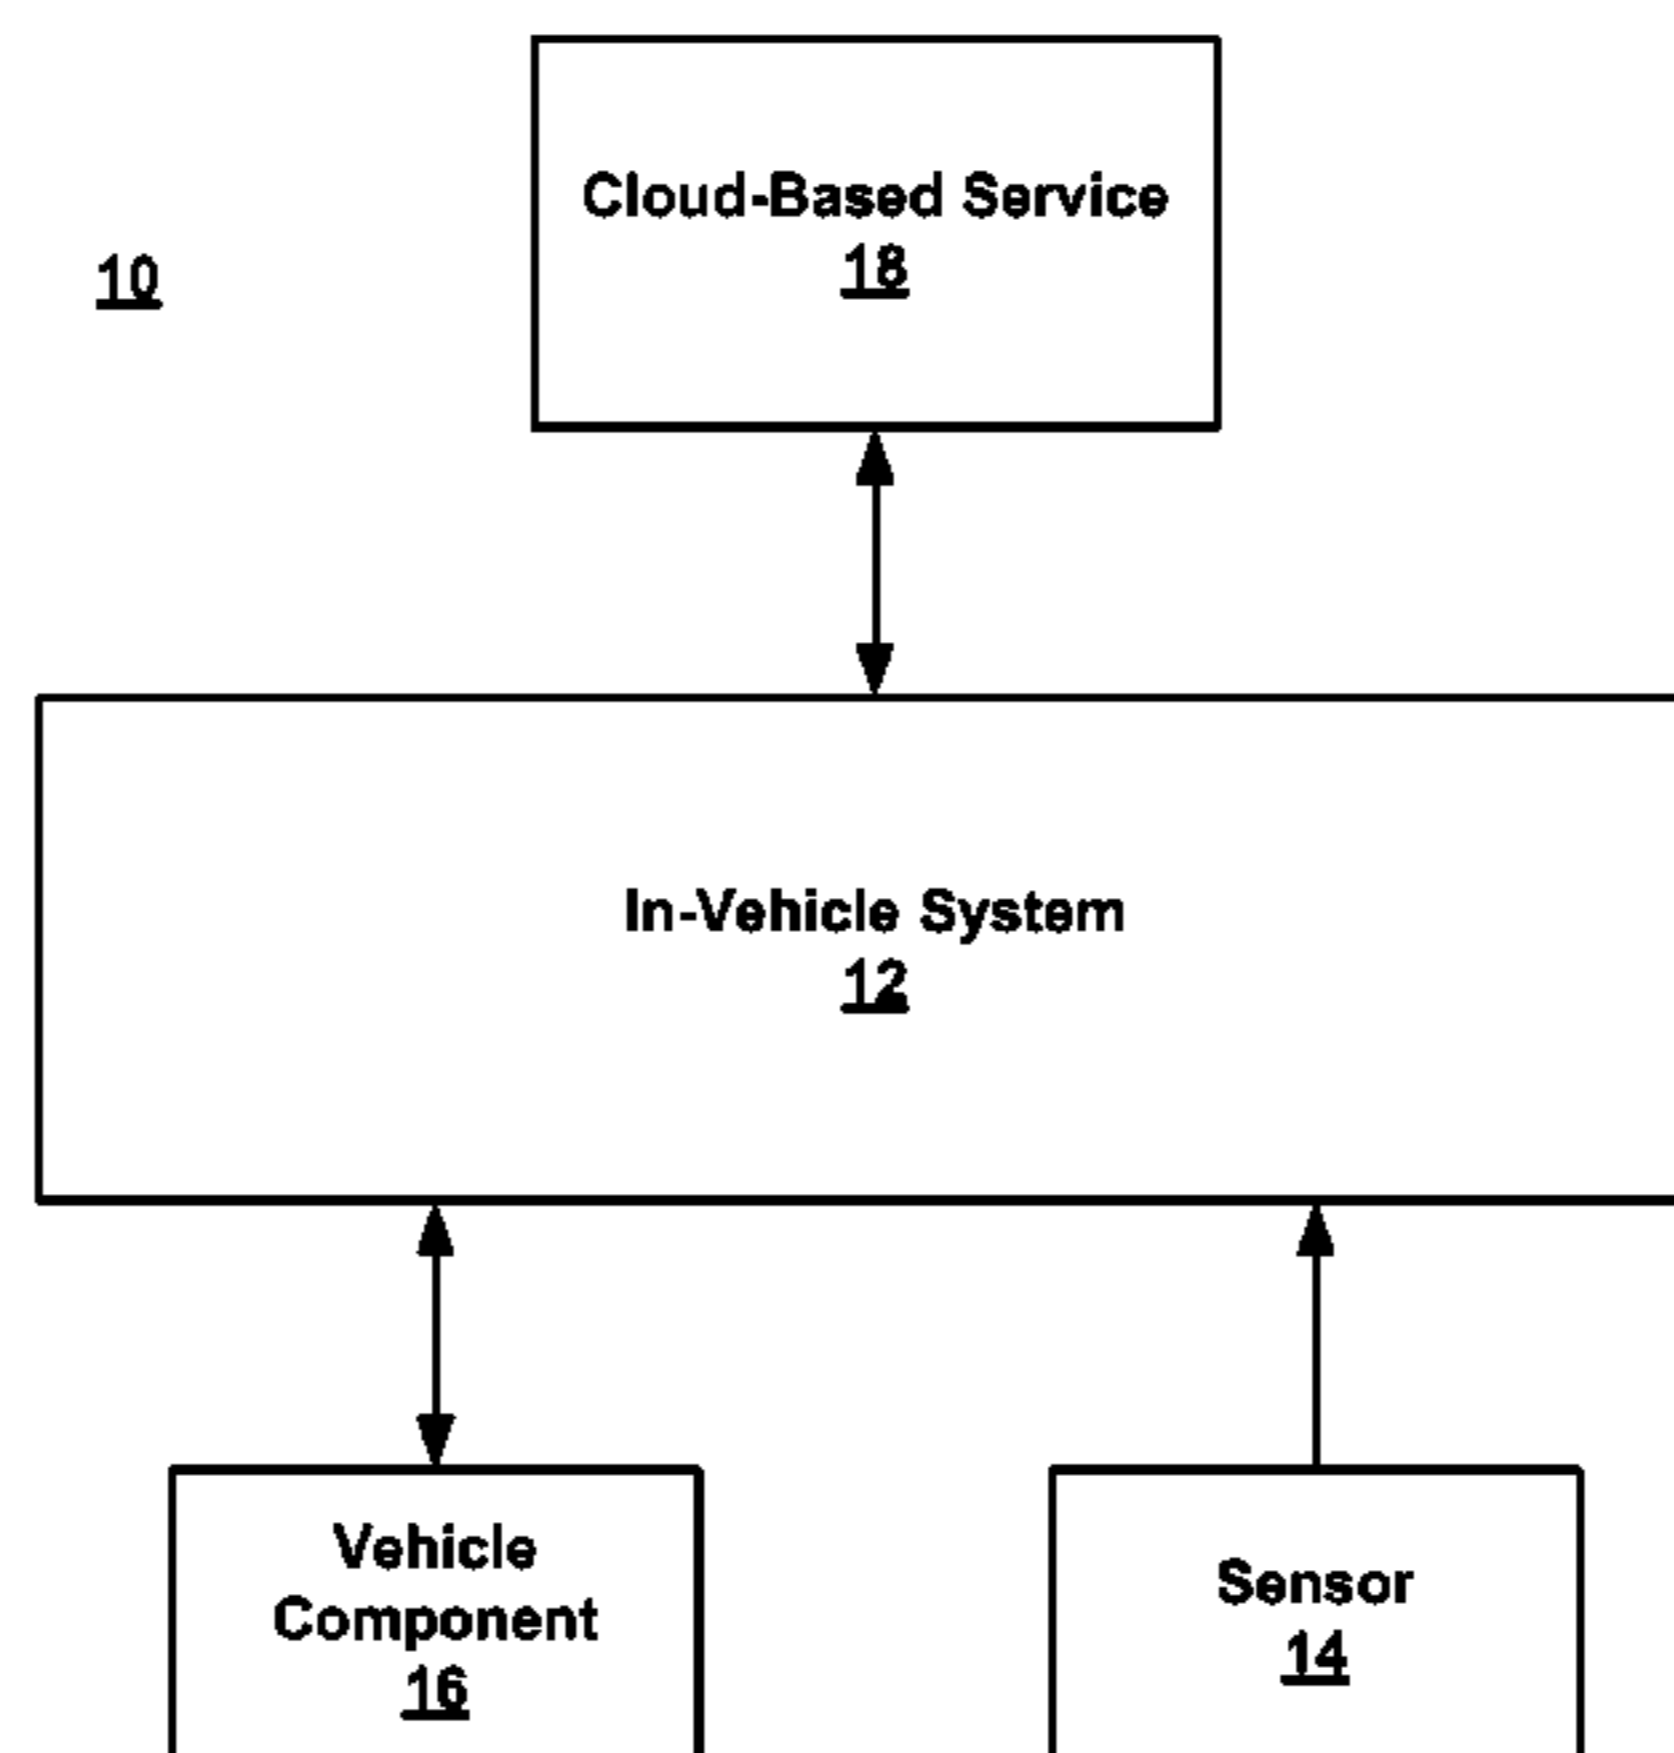 Cloud-Based Service
18
10
In-Vehicle System
12
Vehicle
Component
16
Sensor
14